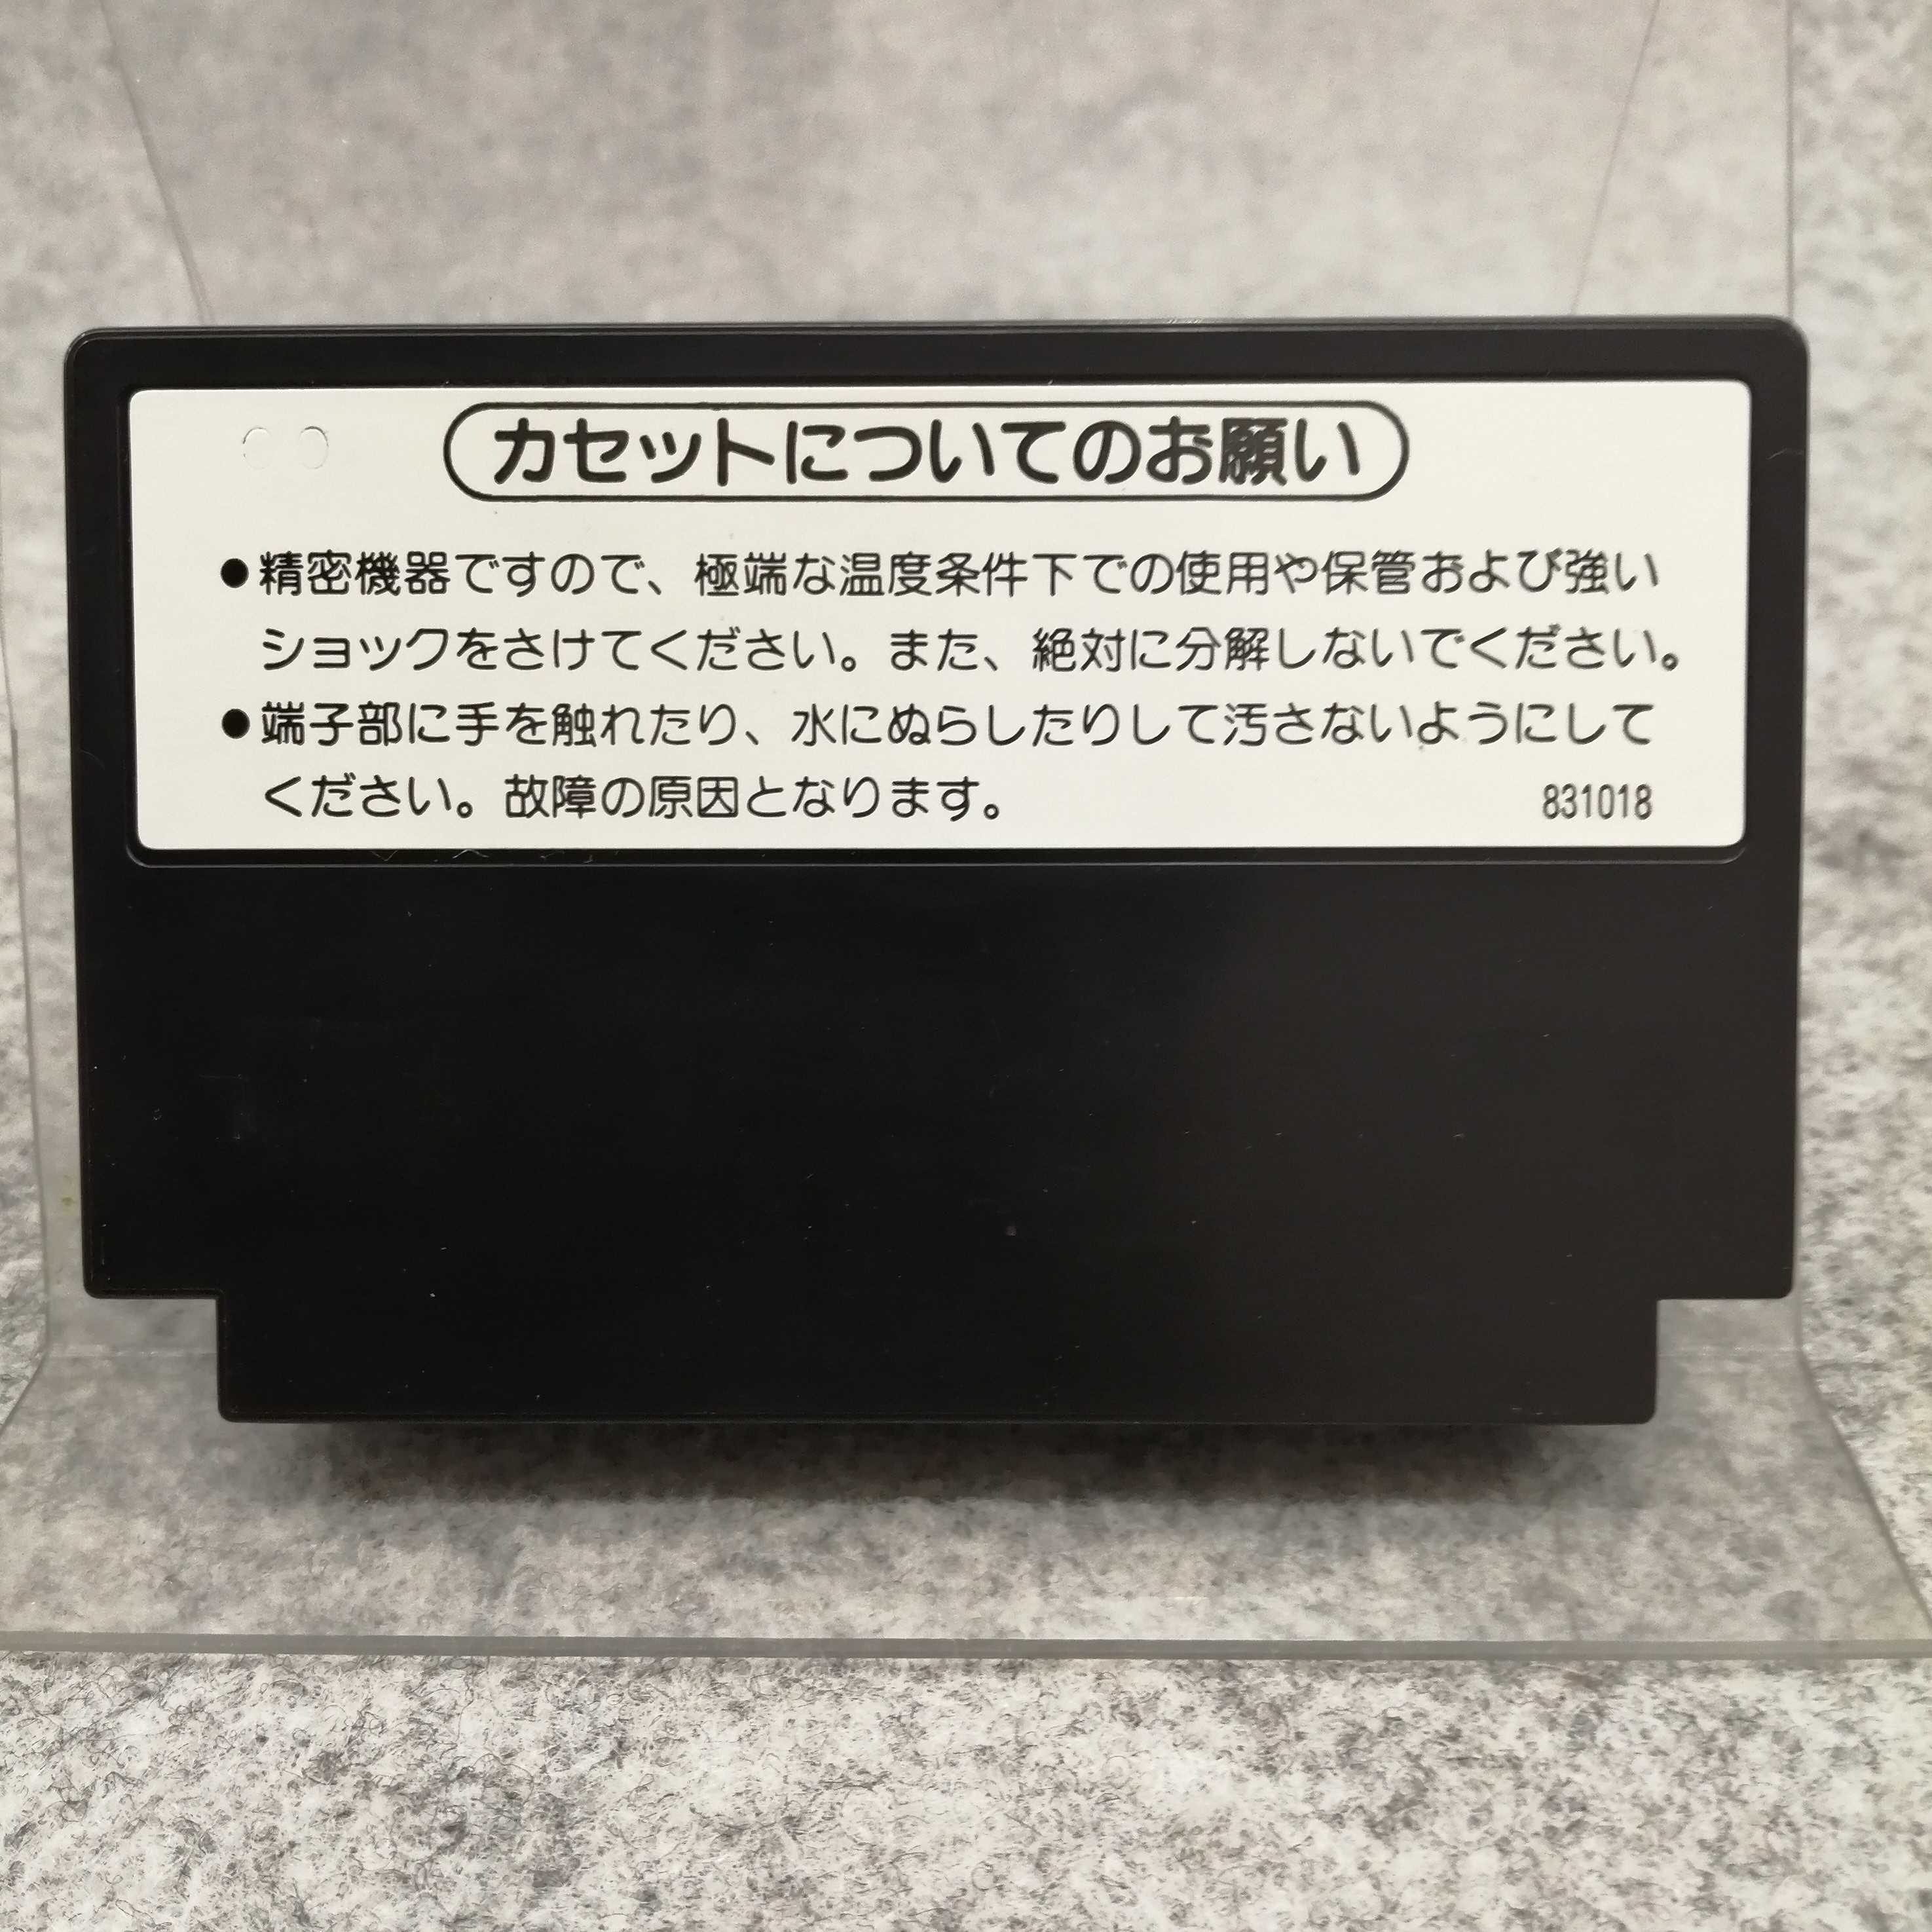 カセットについてのお願い
●精密機器ですので、極端な温度条件下での使用や保管および強い
ショックをさけてください。また、絶対に分解しないでください。
●端子部に手を触れたり、水にぬらしたりして汚さないようにして
ください。故障の原因となります。
831018